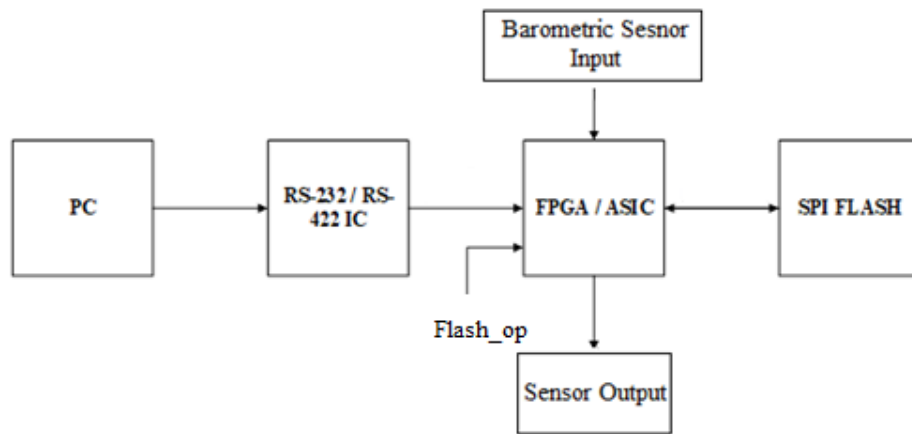 Barometric Sesnor
Input
PC
RS-232 / RS-
422 IC
FPGA / ASIC
SPI FLASH
Flash_op
Sensor Output